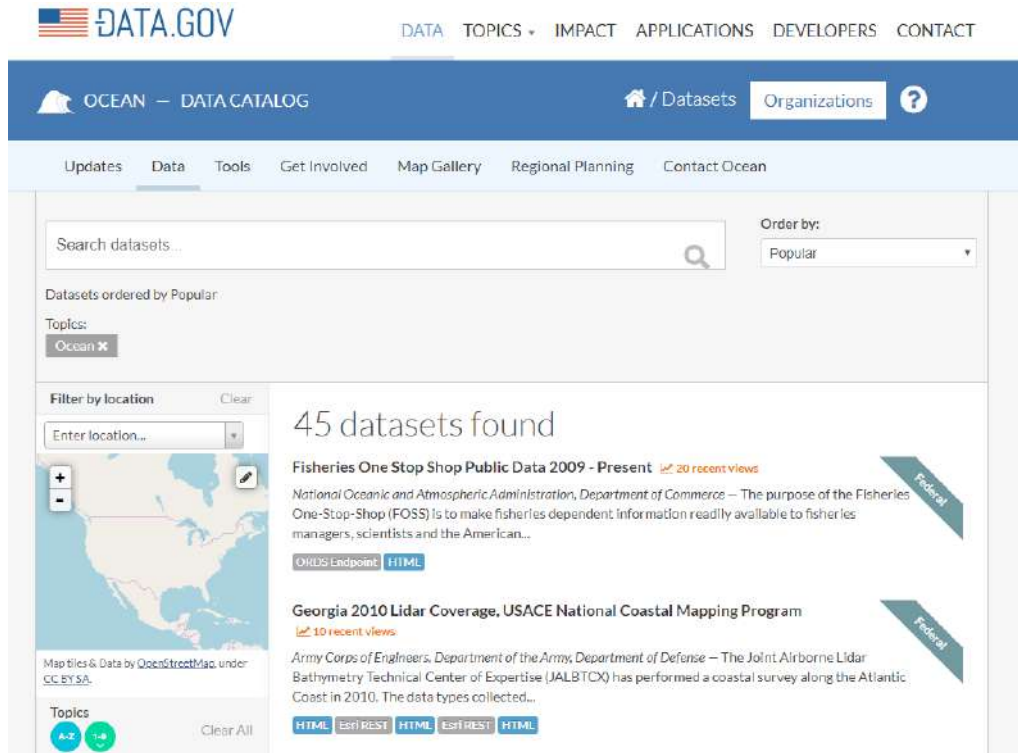 DATA.GOV
DATA TOPICS IMPACT APPLICATIONS DEVELOPERS CONTACT
OCEAN — DATA CATALOG
/ Datasets Organizations ?
Updates Data Tools Get Involved Map Gallery Regional Planning Contact Ocean
Search datasets...
Order by:
Popular
Datasets ordered by Popular
Topics:
Ocean ×
Filter by location Clear
Enter location...
+
-
Map tiles & Data by OpenStreetMap, under
CC BY SA.
Topics
A-Z 1-9
Clear All
45 datasets found
Fisheries One Stop Shop Public Data 2009 - Present 20 recent views
Federal
National Oceanic and Atmospheric Administration, Department of Commerce — The purpose of the Fisheries
One-Stop-Shop (FOSS) is to make fisheries dependent information readily available to fisheries
managers, scientists and the American...
ORDS Endpoint HTML
Georgia 2010 Lidar Coverage, USACE National Coastal Mapping Program
10 recent views
Federal
Army Corps of Engineers, Department of the Army, Department of Defense — The Joint Airborne Lidar
Bathymetry Technical Center of Expertise (JALBTCX) has performed a coastal survey along the Atlantic
Coast in 2010. The data types collected...
HTML Esri REST HTML Esri REST HTML